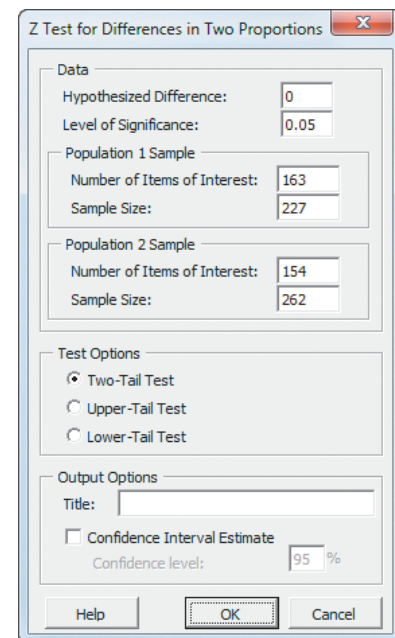 Z Test for Differences in Two Proportions
Data
Hypothesized Difference: 0
Level of Significance: 0.05
Population 1 Sample
Number of Items of Interest: 163
Sample Size: 227
Population 2 Sample
Number of Items of Interest: 154
Sample Size: 262
Test Options
Two-Tail Test
Upper-Tail Test
Lower-Tail Test
Output Options
Title:
Confidence Interval Estimate
Confidence level: 95 %
Help OK Cancel